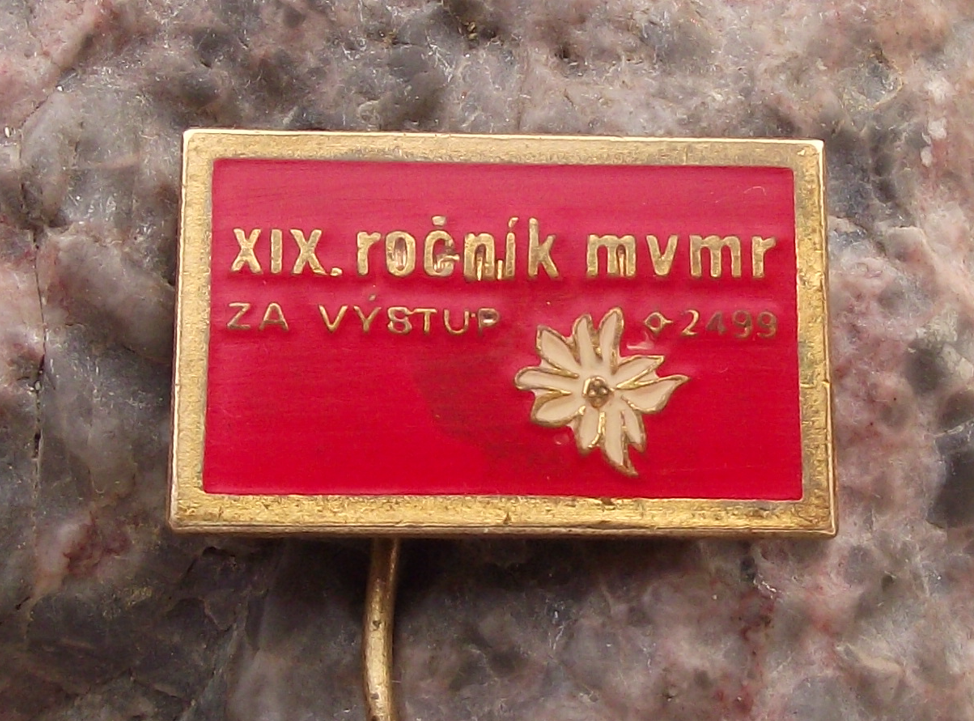 XIX. ročník mvmr
ZA VÝSTUP ◇2499